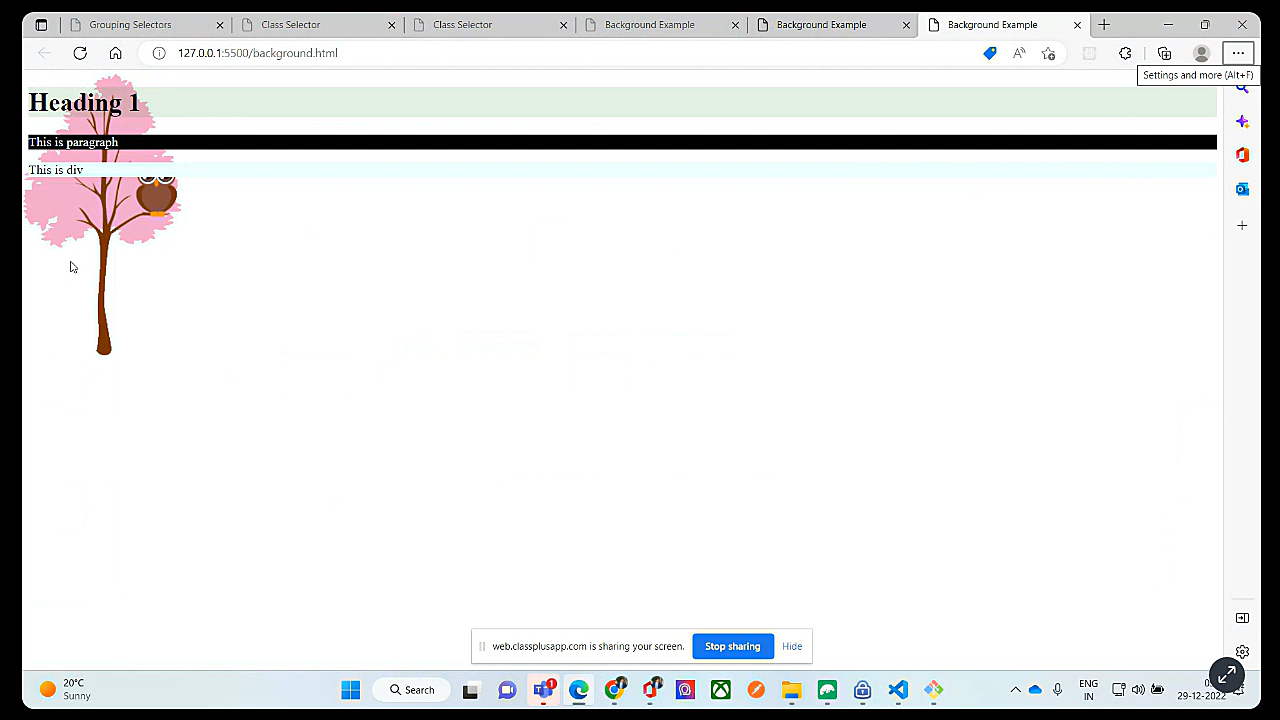 Grouping Selectors
Class Selector
Class Selector
Background Example
Background Example
Background Example
127.0.0.1:5500/background.html
Settings and more (Alt+F)
Heading 1
This is paragraph
This is div
web.classplusapp.com is sharing your screen.
Stop sharing
Hide
20°C
Sunny
Search
1
ENG
IN
29-12-2022